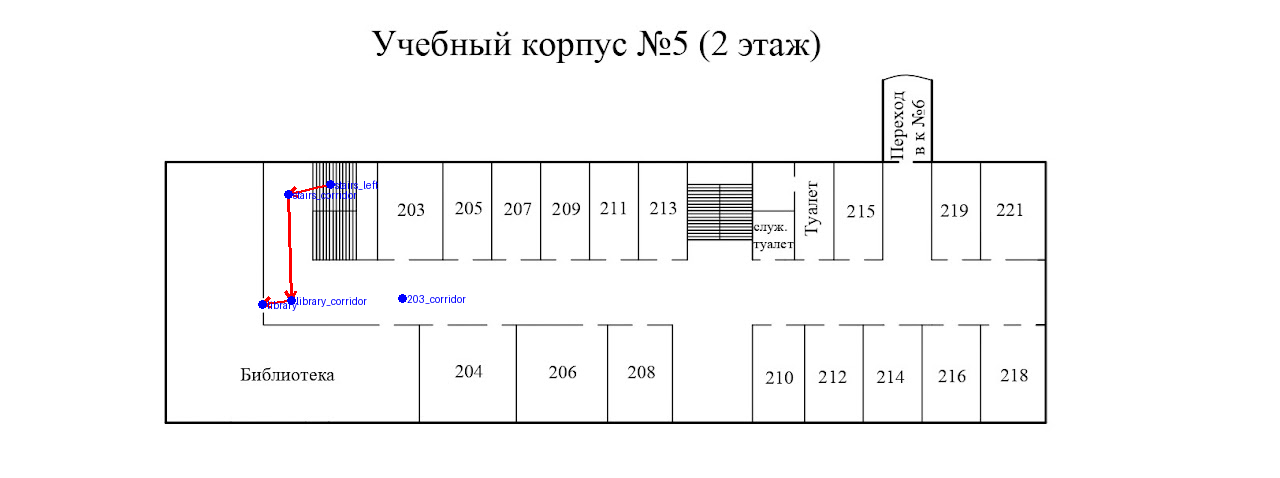 Учебный корпус №5 (2 этаж)
Переход
в к №6
stairs_left
stairs_corridor
203
205
207
209
211
213
служ.
туалет
Туалет
215
219
221
library
library_corridor
203_corridor
Библиотека
204
206
208
210
212
214
216
218